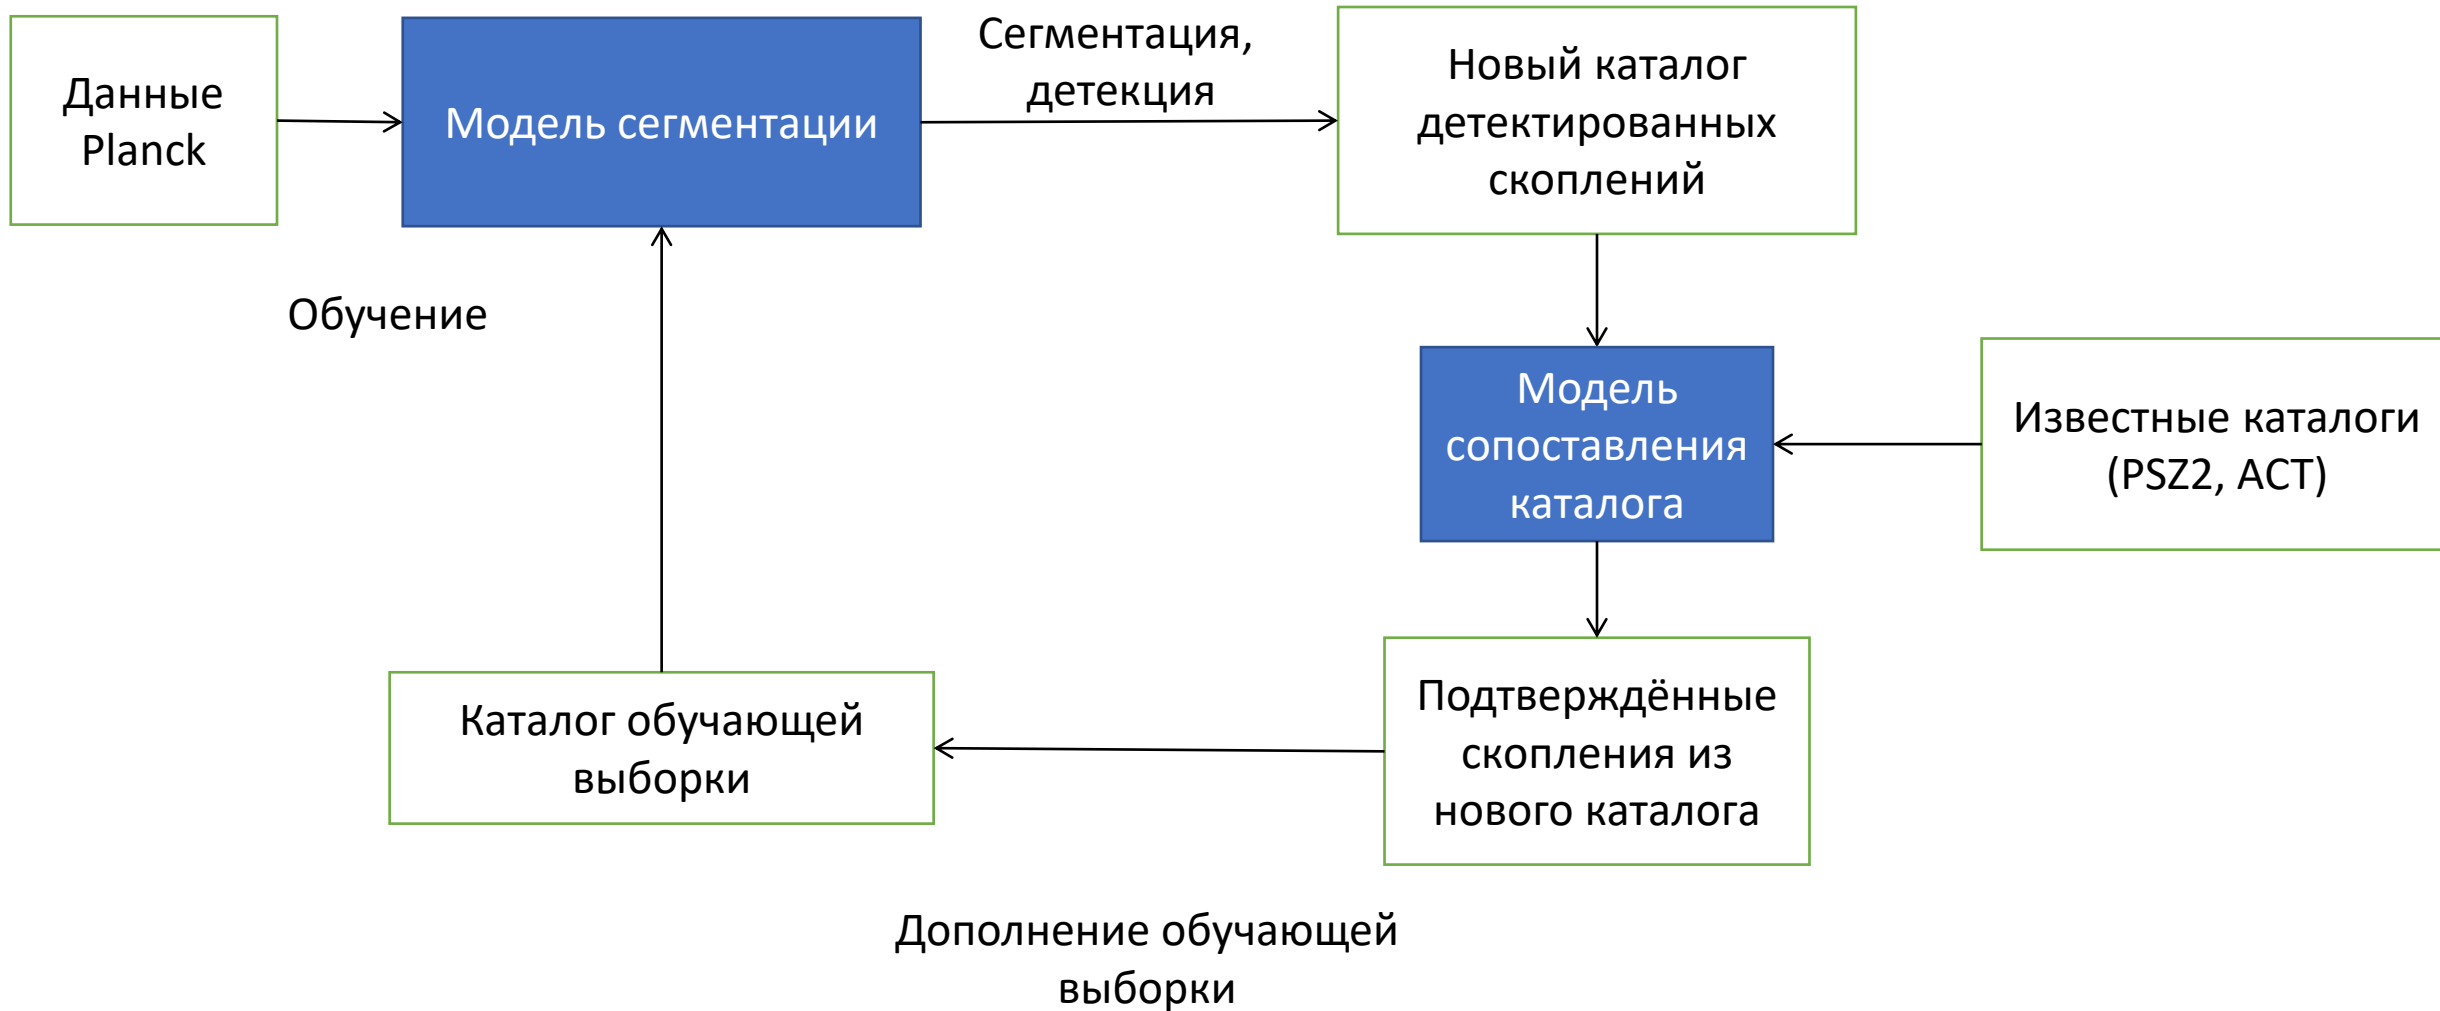 Данные
Planck
Модель сегментации
Сегментация,
детекция
Новый каталог
детектированных
скоплений
Обучение
Модель
сопоставления
каталога
Известные каталоги
(PSZ2, ACT)
Каталог обучающей
выборки
Подтверждённые
скопления из
нового каталога
Дополнение обучающей
выборки